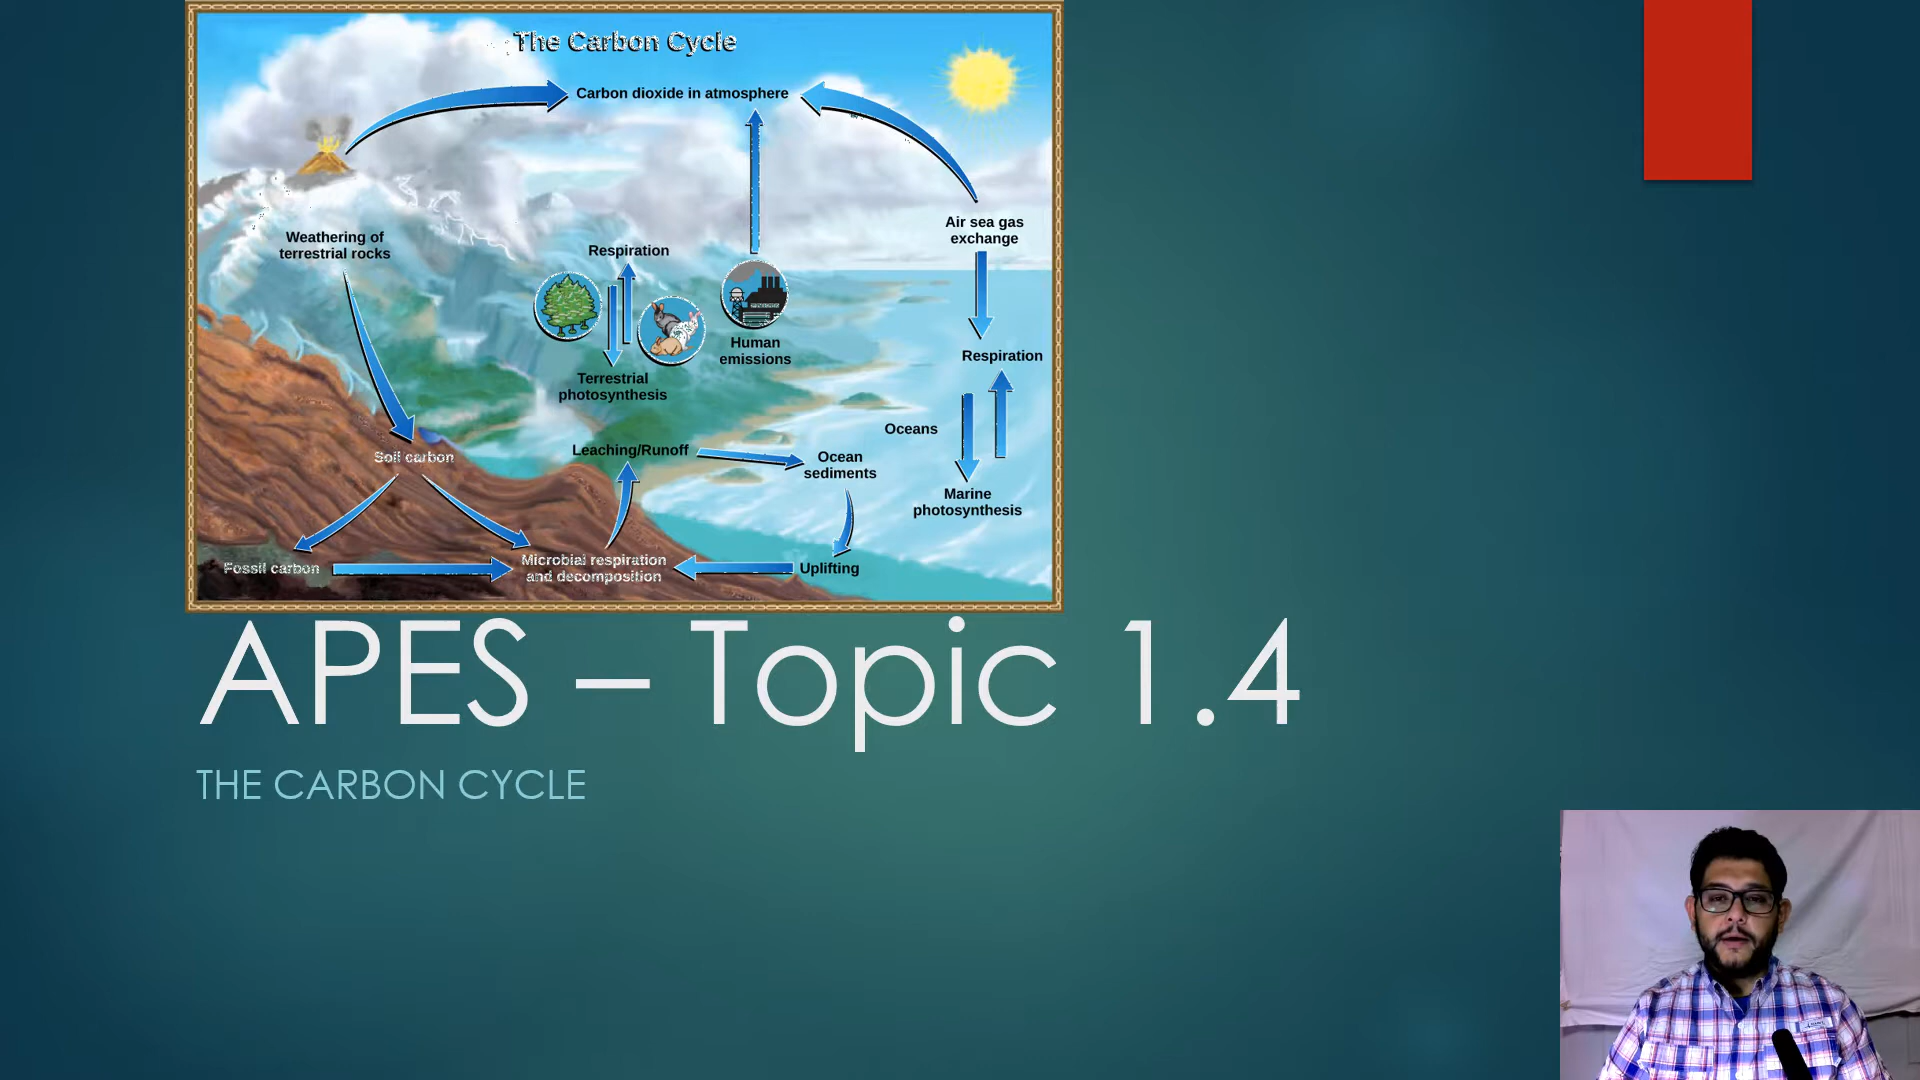 The Carbon Cycle
Carbon dioxide in atmosphere
Air sea gas
exchange
Weathering of
terrestrial rocks
Respiration
Human
emissions
Respiration
Terrestrial
photosynthesis
Oceans
Leaching/Runoff
Soil carbon
Ocean
sediments
Marine
photosynthesis
Fossil carbon
Microbial respiration
and decomposition
Uplifting
APES – Topic 1.4
THE CARBON CYCLE